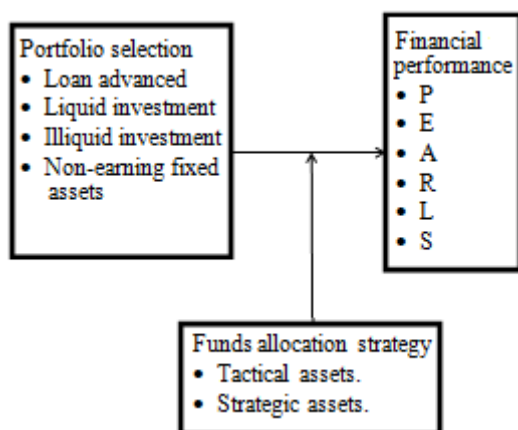 Portfolio selection
• Loan advanced
• Liquid investment
• Illiquid investment
• Non-earning fixed
assets
Financial
performance
• P
• E
• A
• R
• L
• S
Funds allocation strategy
• Tactical assets.
• Strategic assets.